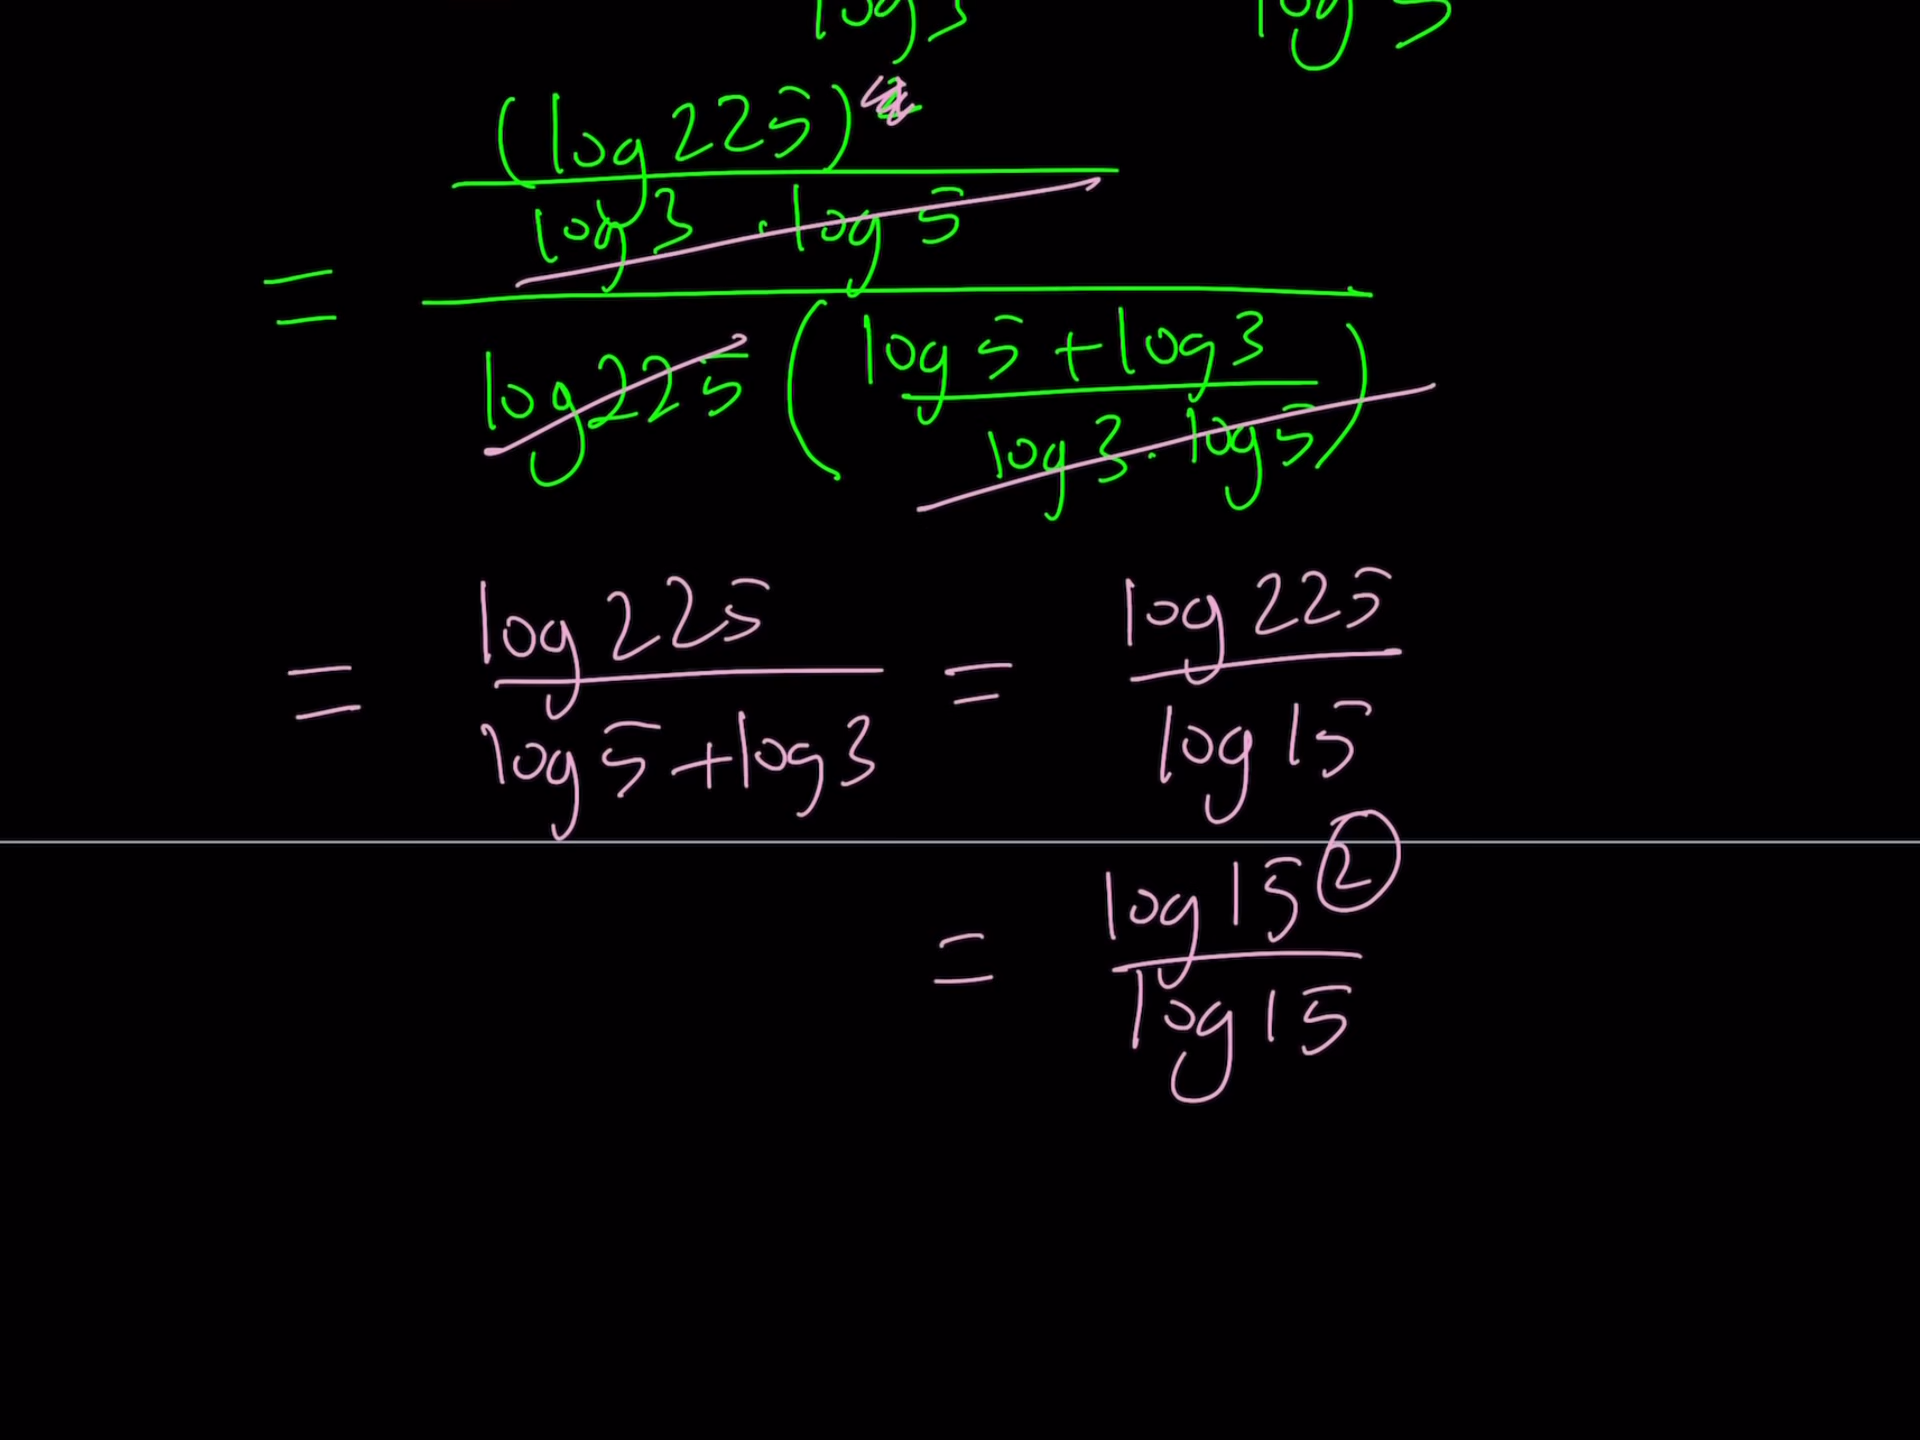 log 3 log 5
(log 225)²
log 3 · log 5
=
log 225 (log 5 + log 3 / log 3 · log 5)
= log 225 / log 5 + log 3 = log 225 / log 15
= log 15² / log 15